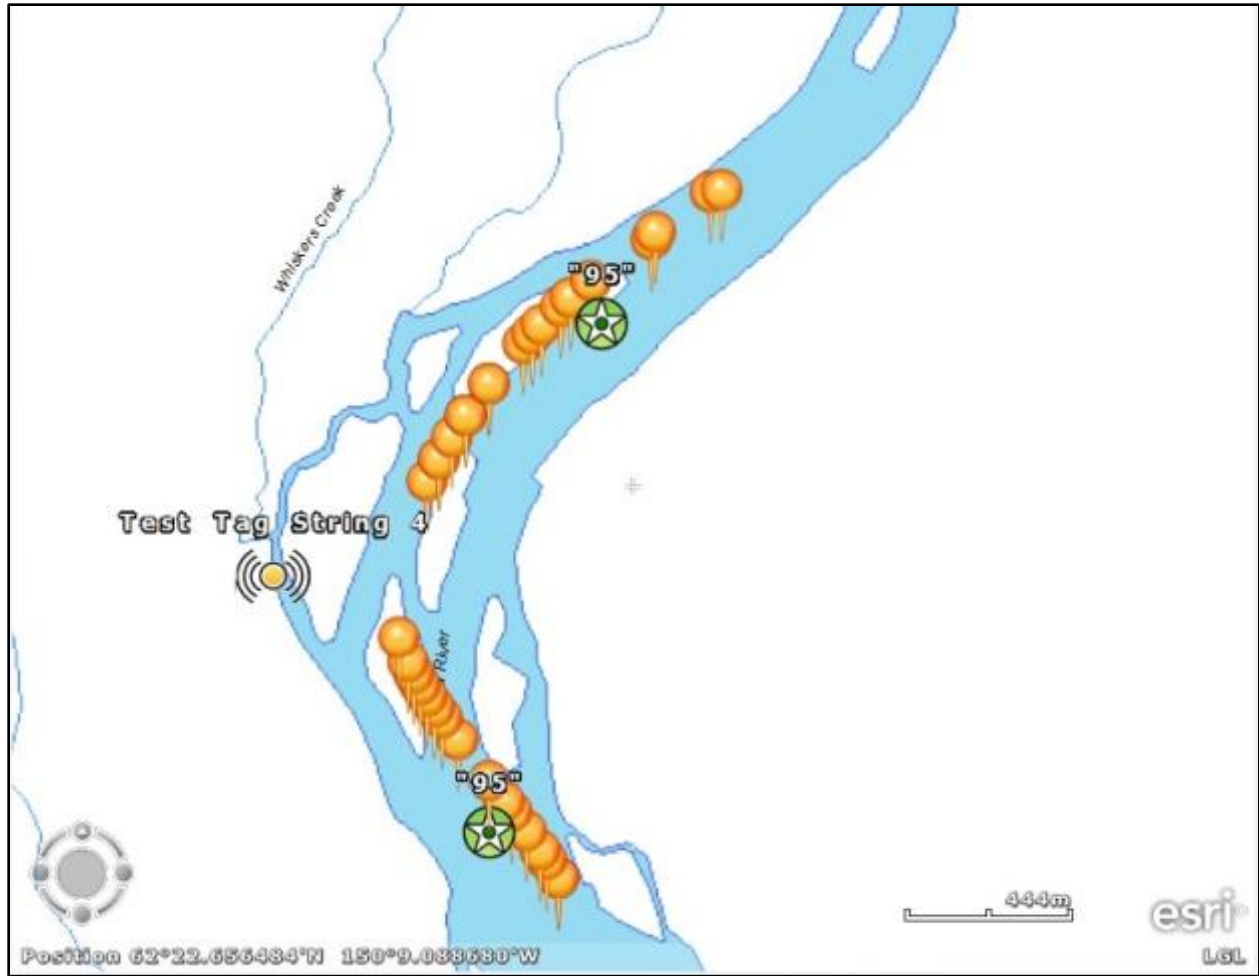 Whiskers Creek
"95"
Test Tag String 4
River
"95"
444m
esri
Position 62°22.656484'N 150°9.088680'W
LGL